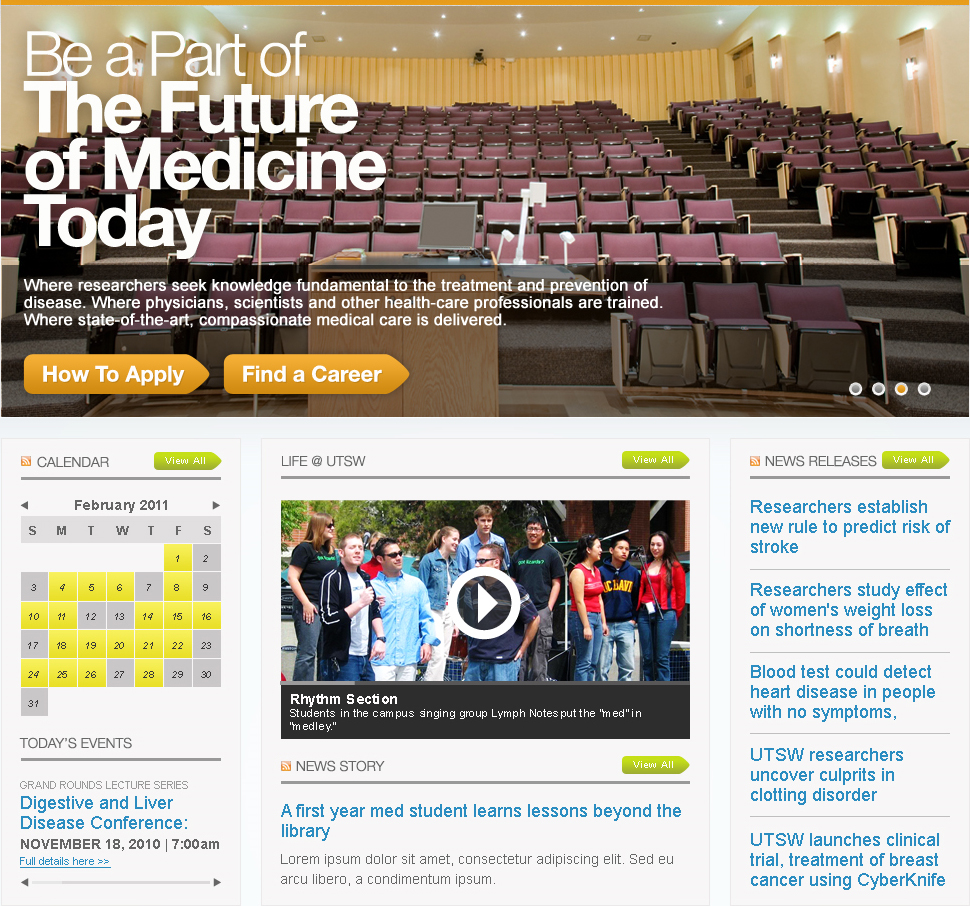 Be a Part of
The Future
of Medicine
Today
Where researchers seek knowledge fundamental to the treatment and prevention of
disease. Where physicians, scientists and other health-care professionals are trained.
Where state-of-the-art, compassionate medical care is delivered.
How To Apply
Find a Career
CALENDAR
View All
February 2011
S M T W T F S
1 2
3 4 5 6 7 8 9
10 11 12 13 14 15 16
17 18 19 20 21 22 23
24 25 26 27 28 29 30
31
TODAY'S EVENTS
GRAND ROUNDS LECTURE SERIES
Digestive and Liver
Disease Conference:
NOVEMBER 18, 2010 | 7:00am
Full details here >>
LIFE @ UTSW
View All
got lizards?
UC DAVIS
Rhythm Section
Students in the campus singing group Lymph Notes put the "med" in
"medley."
NEWS STORY
View All
A first year med student learns lessons beyond the
library
Lorem ipsum dolor sit amet, consectetur adipiscing elit. Sed eu
arcu libero, a condimentum ipsum.
NEWS RELEASES
View All
Researchers establish
new rule to predict risk of
stroke
Researchers study effect
of women's weight loss
on shortness of breath
Blood test could detect
heart disease in people
with no symptoms,
UTSW researchers
uncover culprits in
clotting disorder
UTSW launches clinical
trial, treatment of breast
cancer using CyberKnife